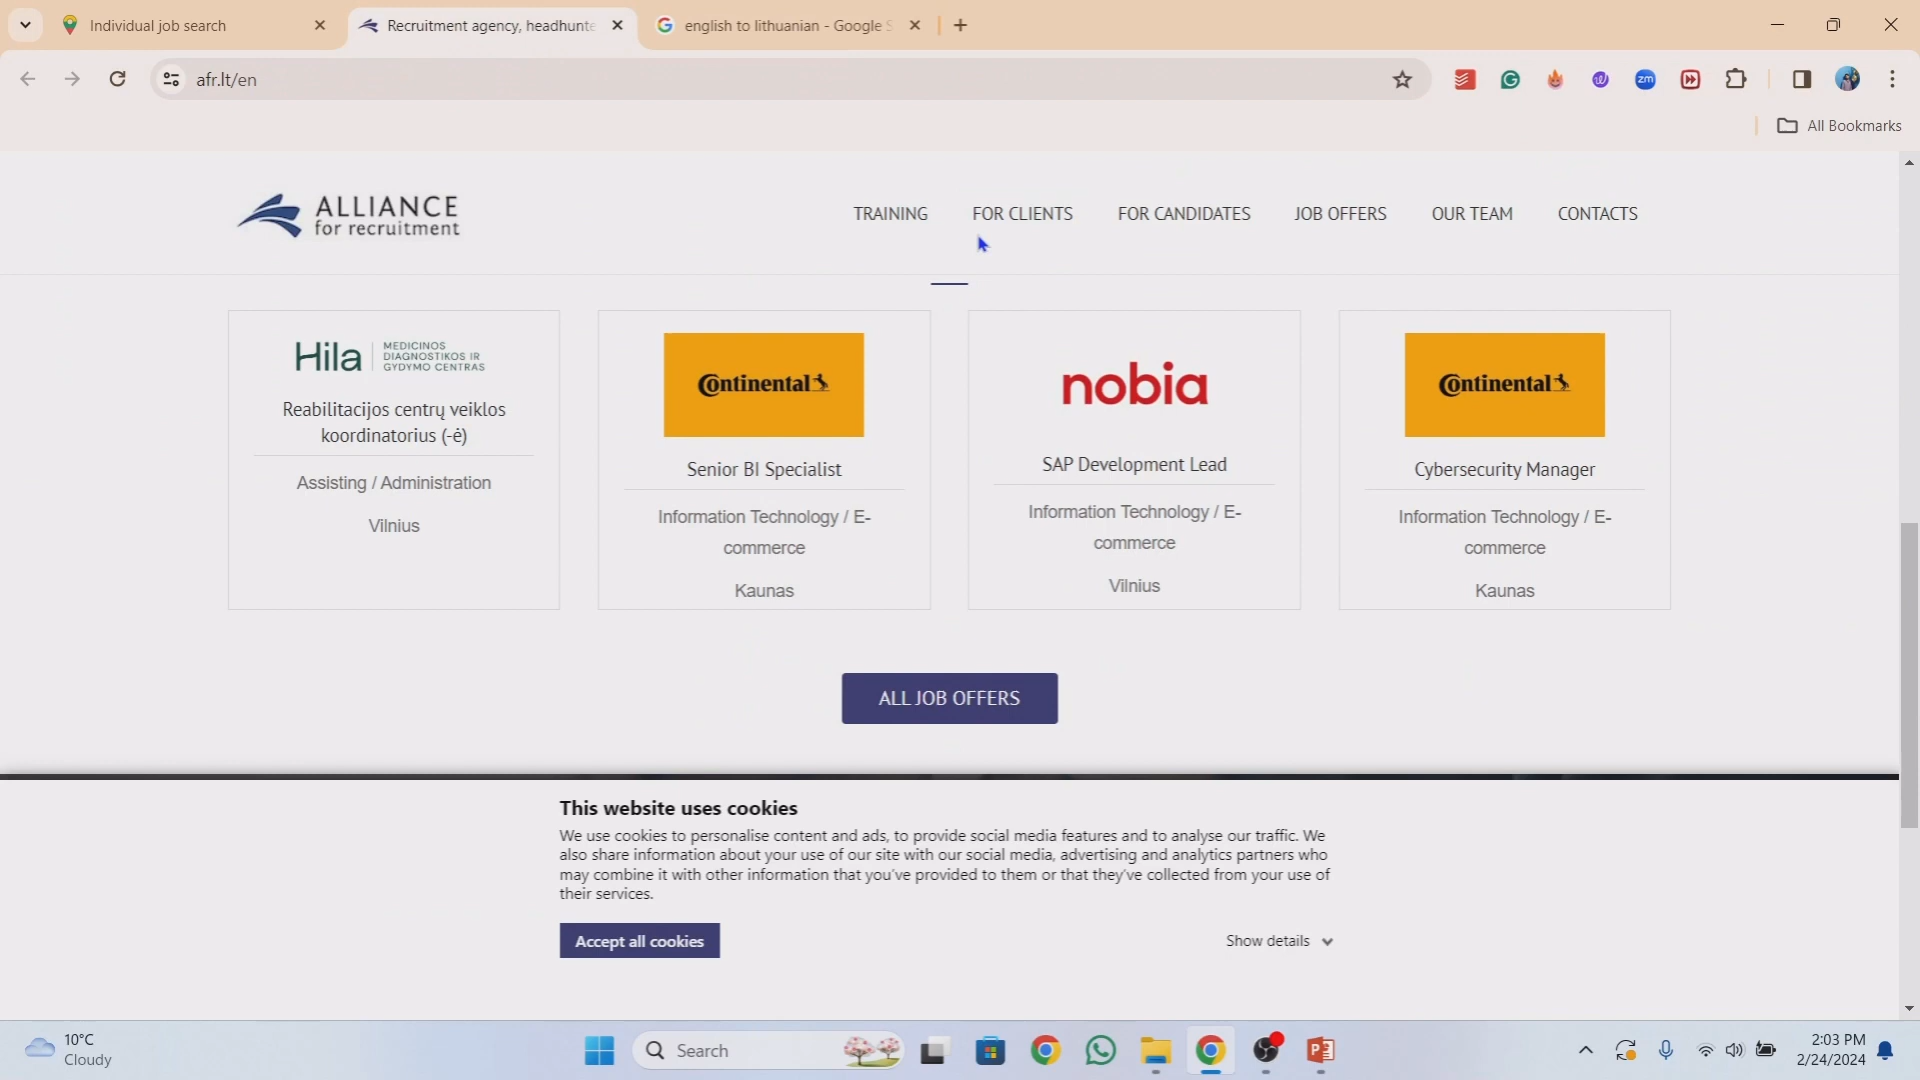 Individual job search
Recruitment agency, headhunte
english to lithuanian - Google S
afr.lt/en
All Bookmarks
ALLIANCE
for recruitment
TRAINING
FOR CLIENTS
FOR CANDIDATES
JOB OFFERS
OUR TEAM
CONTACTS
Hila
MEDICINOS
DIAGNOSTIKOS IR
GYDYMO CENTRAS
Reabilitacijos centrų veiklos
koordinatorius (-ė)
Assisting / Administration
Vilnius
Continental
Senior BI Specialist
Information Technology / E-
commerce
Kaunas
nobia
SAP Development Lead
Information Technology / E-
commerce
Vilnius
Continental
Cybersecurity Manager
Information Technology / E-
commerce
Kaunas
ALL JOB OFFERS
This website uses cookies
We use cookies to personalise content and ads, to provide social media features and to analyse our traffic. We
also share information about your use of our site with our social media, advertising and analytics partners who
may combine it with other information that you've provided to them or that they've collected from your use of
their services.
Accept all cookies
Show details
10°C
Cloudy
Search
zm
2:03 PM
2/24/2024